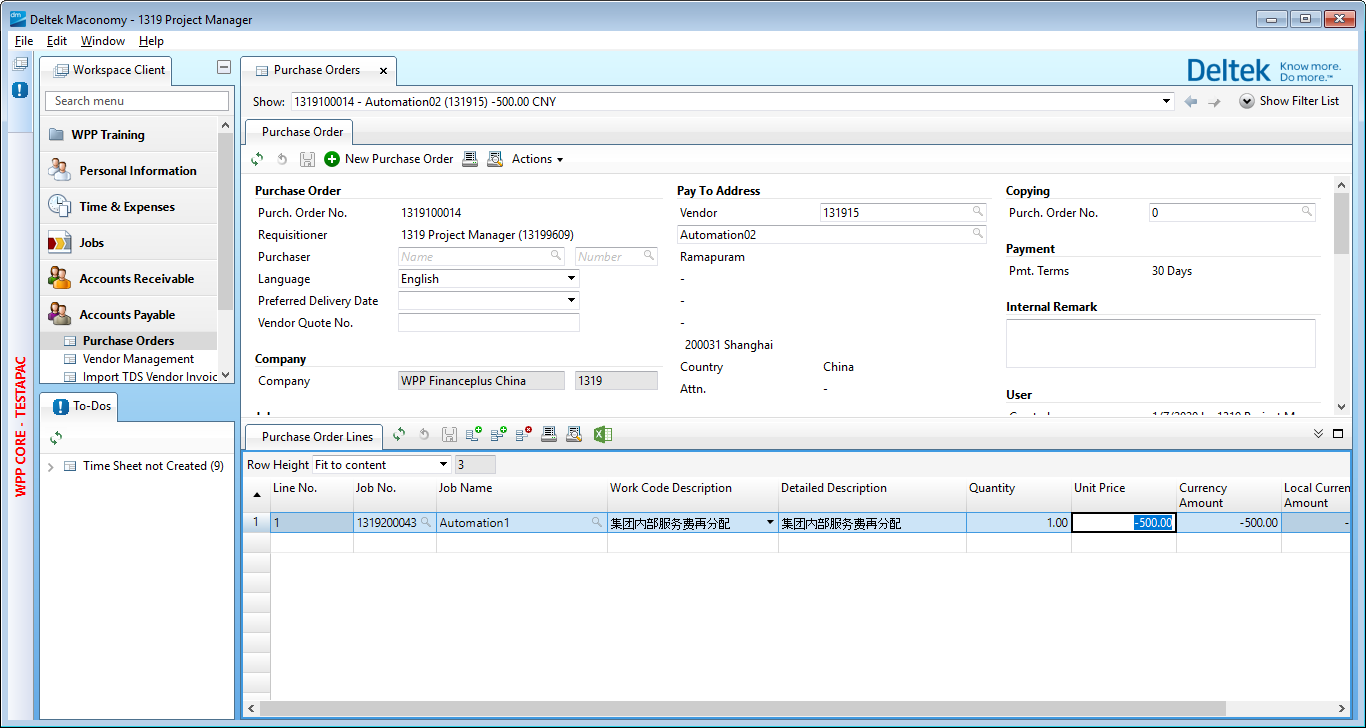 Deltek Maconomy - 1319 Project Manager
File Edit Window Help
WPP CORE - TESTAPAC
Workspace Client
Search menu
WPP Training
Personal Information
Time & Expenses
Jobs
Accounts Receivable
Accounts Payable
Purchase Orders
Vendor Management
Import TDS Vendor Invoic
To-Dos
Time Sheet not Created (9)
Purchase Orders
Deltek Know more.
Do more.™
Show: 1319100014 - Automation02 (131915) -500.00 CNY
Show Filter List
Purchase Order
New Purchase Order Actions
Purchase Order
Purch. Order No. 1319100014
Requisitioner 1319 Project Manager (13199609)
Purchaser Name Number
Language English
Preferred Delivery Date
Vendor Quote No.
Company
Company WPP Financeplus China 1319
Pay To Address
Vendor 131915
Automation02
Ramapuram
-
-
-
200031 Shanghai
Country China
Attn. -
Copying
Purch. Order No. 0
Payment
Pmt. Terms 30 Days
Internal Remark
User
Purchase Order Lines
Row Height Fit to content 3
Line No. Job No. Job Name Work Code Description Detailed Description Quantity Unit Price Currency Amount Local Curren Amount
1 1 1319200043 Automation1 集团内部服务费再分配 集团内部服务费再分配 1.00 -500.00 -500.00 -